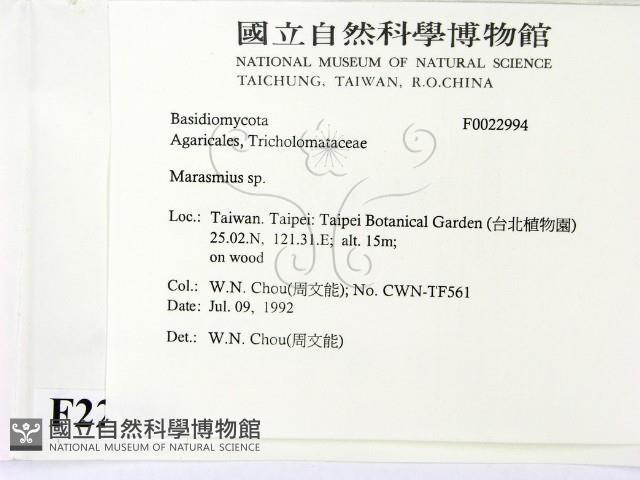 國立自然科學博物館
NATIONAL MUSEUM OF NATURAL SCIENCE
TAICHUNG, TAIWAN, R.O.CHINA
Basidiomycota F0022994
Agaricales, Tricholomataceae
Marasmius sp.
Loc.: Taiwan. Taipei: Taipei Botanical Garden (台北植物園)
25.02.N, 121.31.E; alt. 15m;
on wood
Col.: W.N. Chou(周文能); No. CWN-TF561
Date: Jul. 09, 1992
Det.: W.N. Chou(周文能)
F22
國立自然科學博物館
NATIONAL MUSEUM OF NATURAL SCIENCE